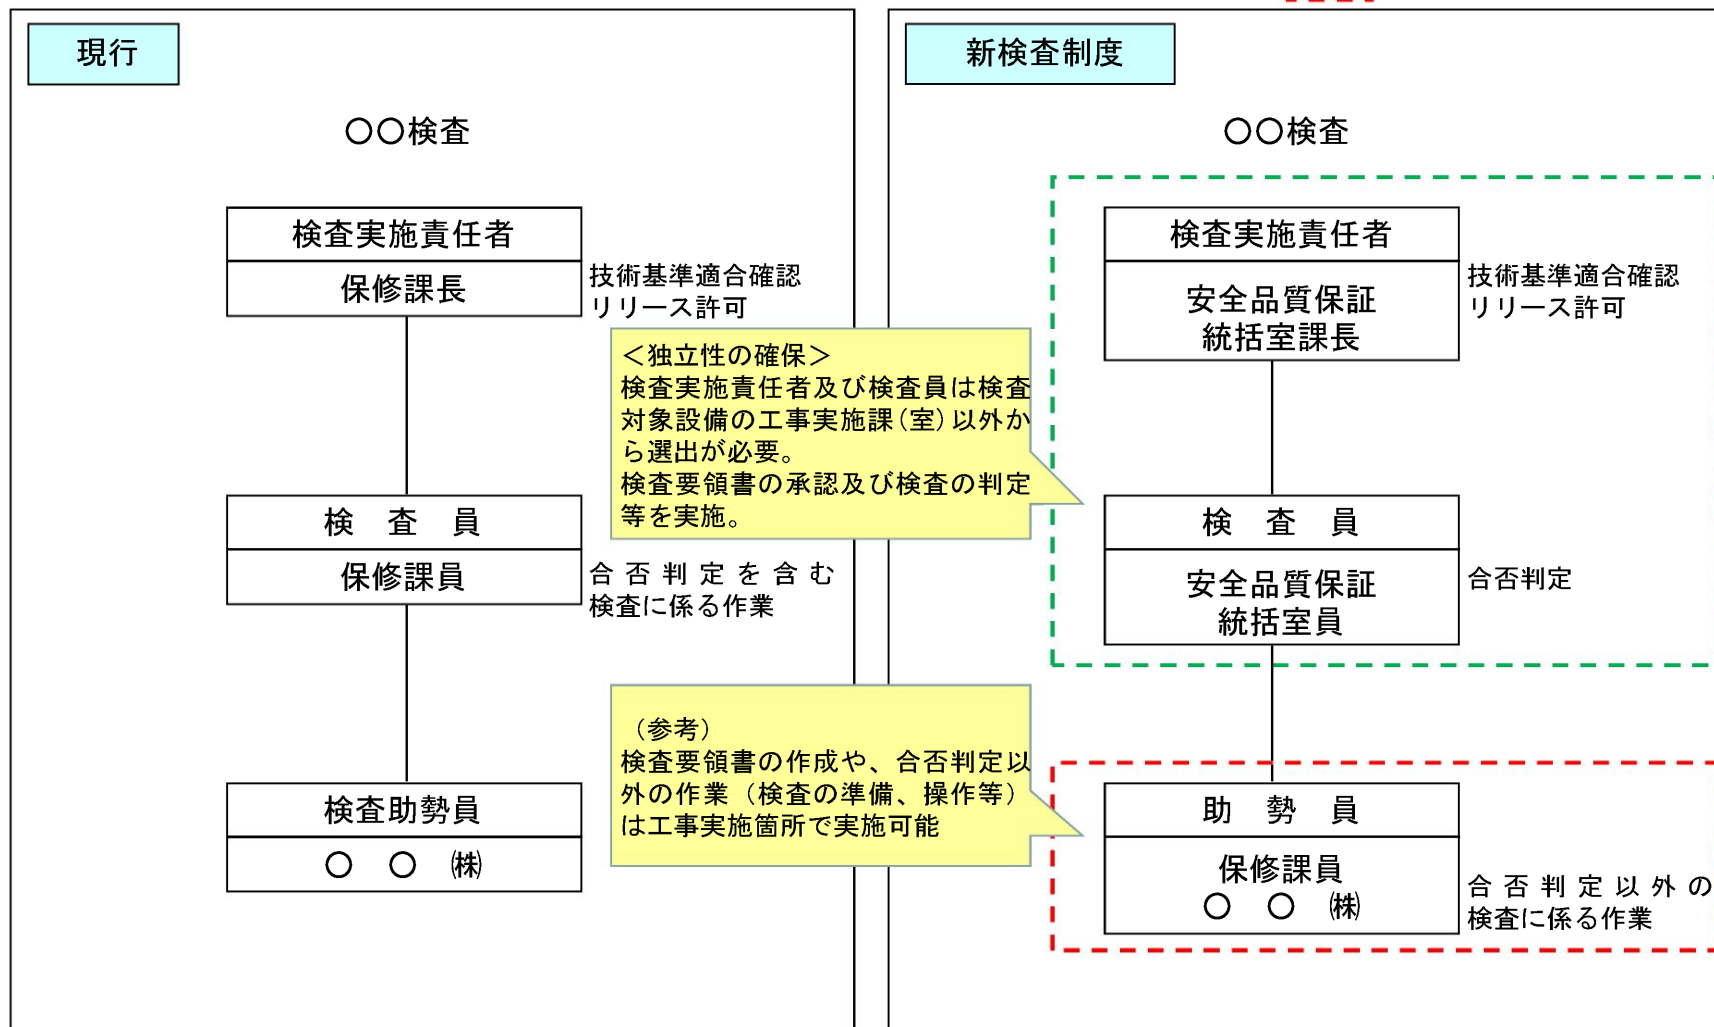 現行
○○検査
検査実施責任者
保修課長
技術基準適合確認
リリース許可
検　査　員
保修課員
合否判定を含む
検査に係る作業
検査助勢員
○　○　㈱
＜独立性の確保＞
検査実施責任者及び検査員は検査
対象設備の工事実施課（室）以外か
ら選出が必要。
検査要領書の承認及び検査の判定
等を実施。
（参考）
検査要領書の作成や、合否判定以
外の作業（検査の準備、操作等）
は工事実施箇所で実施可能
新検査制度
○○検査
検査実施責任者
安全品質保証
統括室課長
技術基準適合確認
リリース許可
検　査　員
安全品質保証
統括室員
合否判定
助　勢　員
保修課員
○　○　㈱
合否判定以外の
検査に係る作業